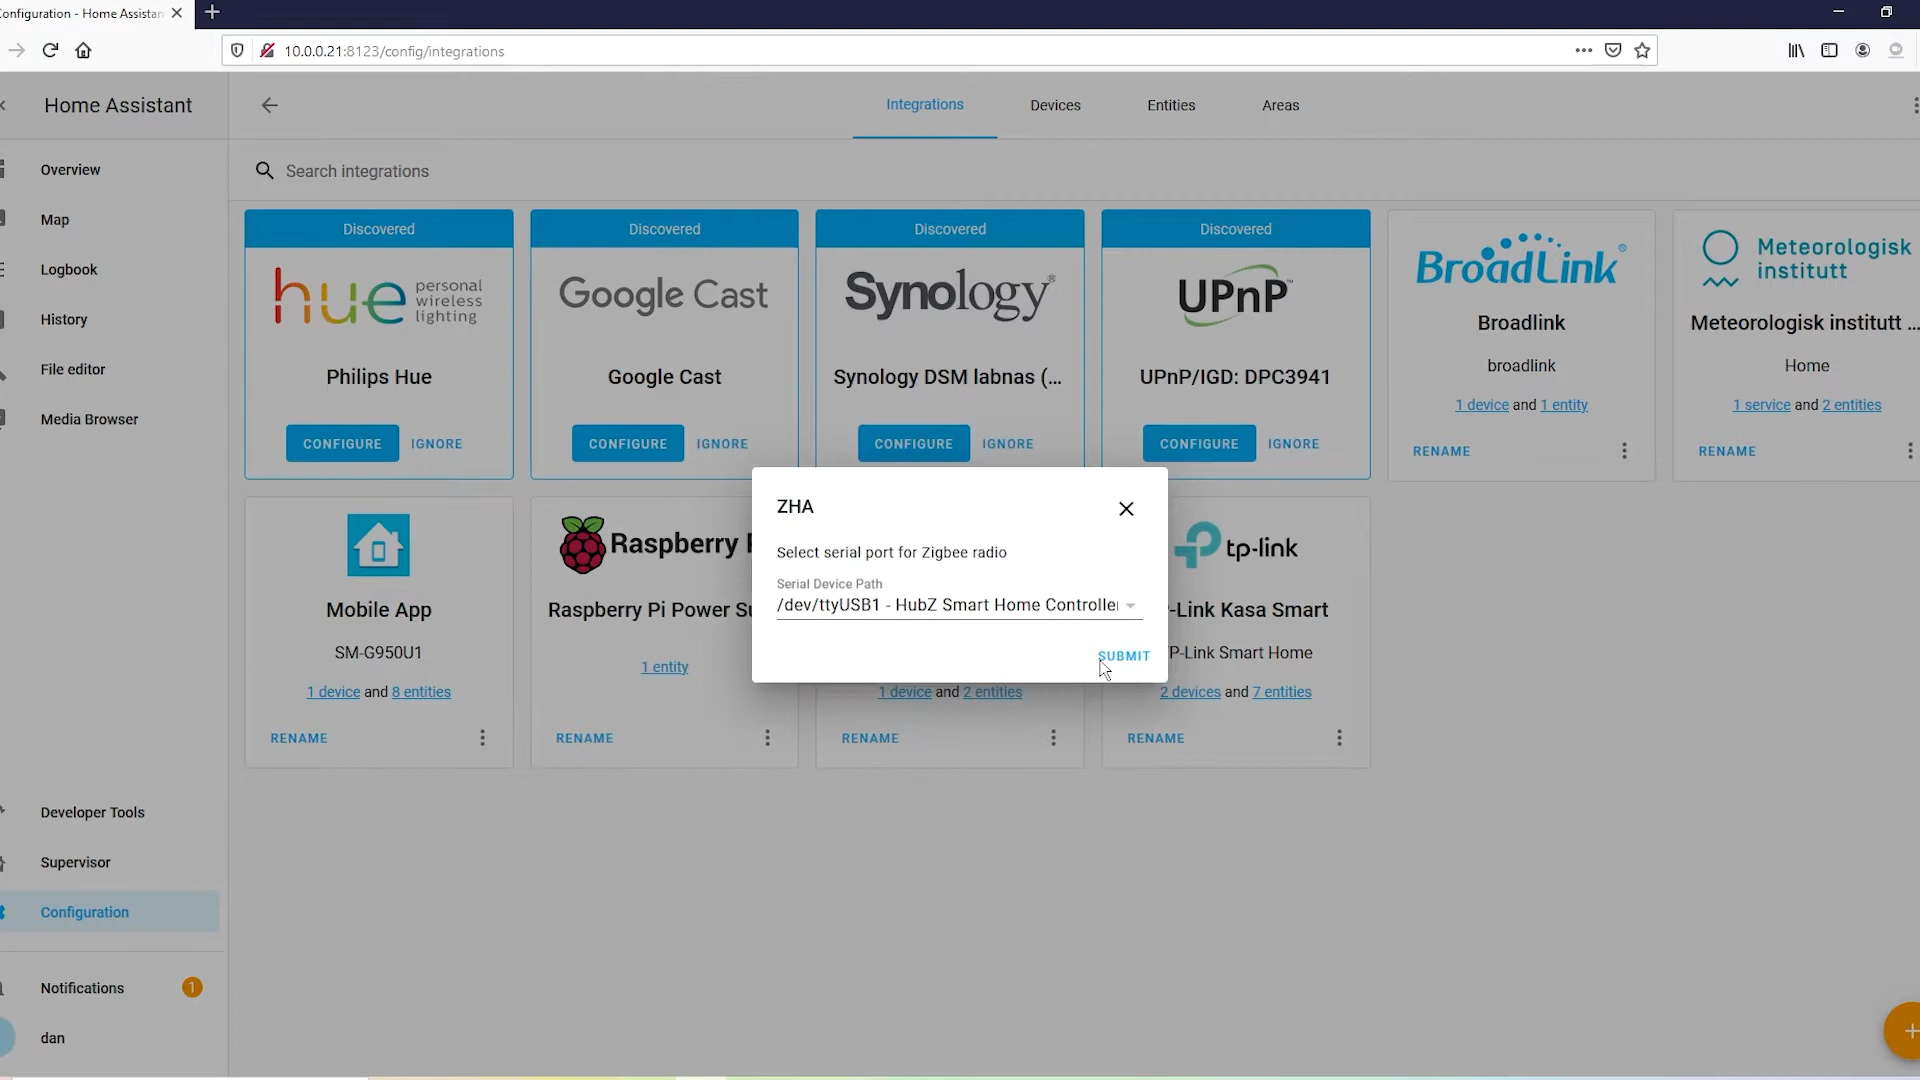 Configuration - Home Assistan
10.0.0.21:8123/config/integrations
Home Assistant
Integrations
Devices
Entities
Areas
Overview
Map
Logbook
History
File editor
Media Browser
Developer Tools
Supervisor
Configuration
Notifications
1
dan
Search integrations
Discovered
hue personal
wireless
lighting
Philips Hue
CONFIGURE
IGNORE
Discovered
Google Cast
Google Cast
CONFIGURE
IGNORE
Discovered
Synology®
Synology DSM labnas (...
CONFIGURE
IGNORE
Discovered
UPnP™
UPnP/IGD: DPC3941
CONFIGURE
IGNORE
BroadLink®
Broadlink
broadlink
1 device and 1 entity
RENAME
Meteorologisk
institutt
Meteorologisk institutt ...
Home
1 service and 2 entities
RENAME
Mobile App
SM-G950U1
1 device and 8 entities
RENAME
Raspberry
Raspberry Pi Power Su
1 entity
RENAME
ZHA
Select serial port for Zigbee radio
Serial Device Path
/dev/ttyUSB1 - HubZ Smart Home Controller
SUBMIT
1 device and 2 entities
RENAME
tp-link
-Link Kasa Smart
P-Link Smart Home
2 devices and 7 entities
RENAME